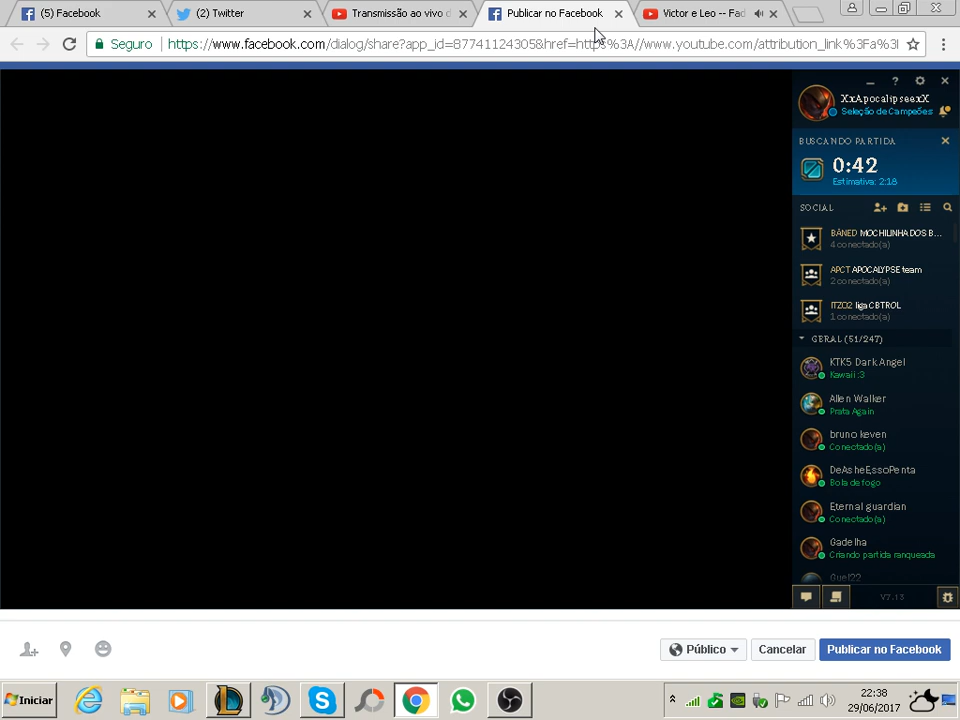 (5) Facebook
(2) Twitter
Transmissão ao vivo d
Publicar no Facebook
Victor e Leo -- Fad
Seguro
https://www.facebook.com/dialog/share?app_id=87741124305&href=https%3A//www.youtube.com/attribution_link%3Fa%3
XxApocalipseexX
Seleção de Campeões
BUSCANDO PARTIDA
0:42
Estimativa: 2:18
SOCIAL
BÄNED MOCHILINHA DOS B...
4 conectado(a)
APCT APOCALYPSE team
2 conectado(a)
ITZO2 liga CBTROL
1 conectado(a)
GERAL (51/247)
KTK5 Dark Angel
Kawaii :3
Allen Walker
Prata Again
bruno keven
Conectado(a)
DeAsheEssoPenta
Bola de fogo
Eternal guardian
Conectado(a)
Gadelha
Criando partida ranqueada
Guel22
V7.13
Público
Cancelar
Publicar no Facebook
Iniciar
22:38
29/06/2017